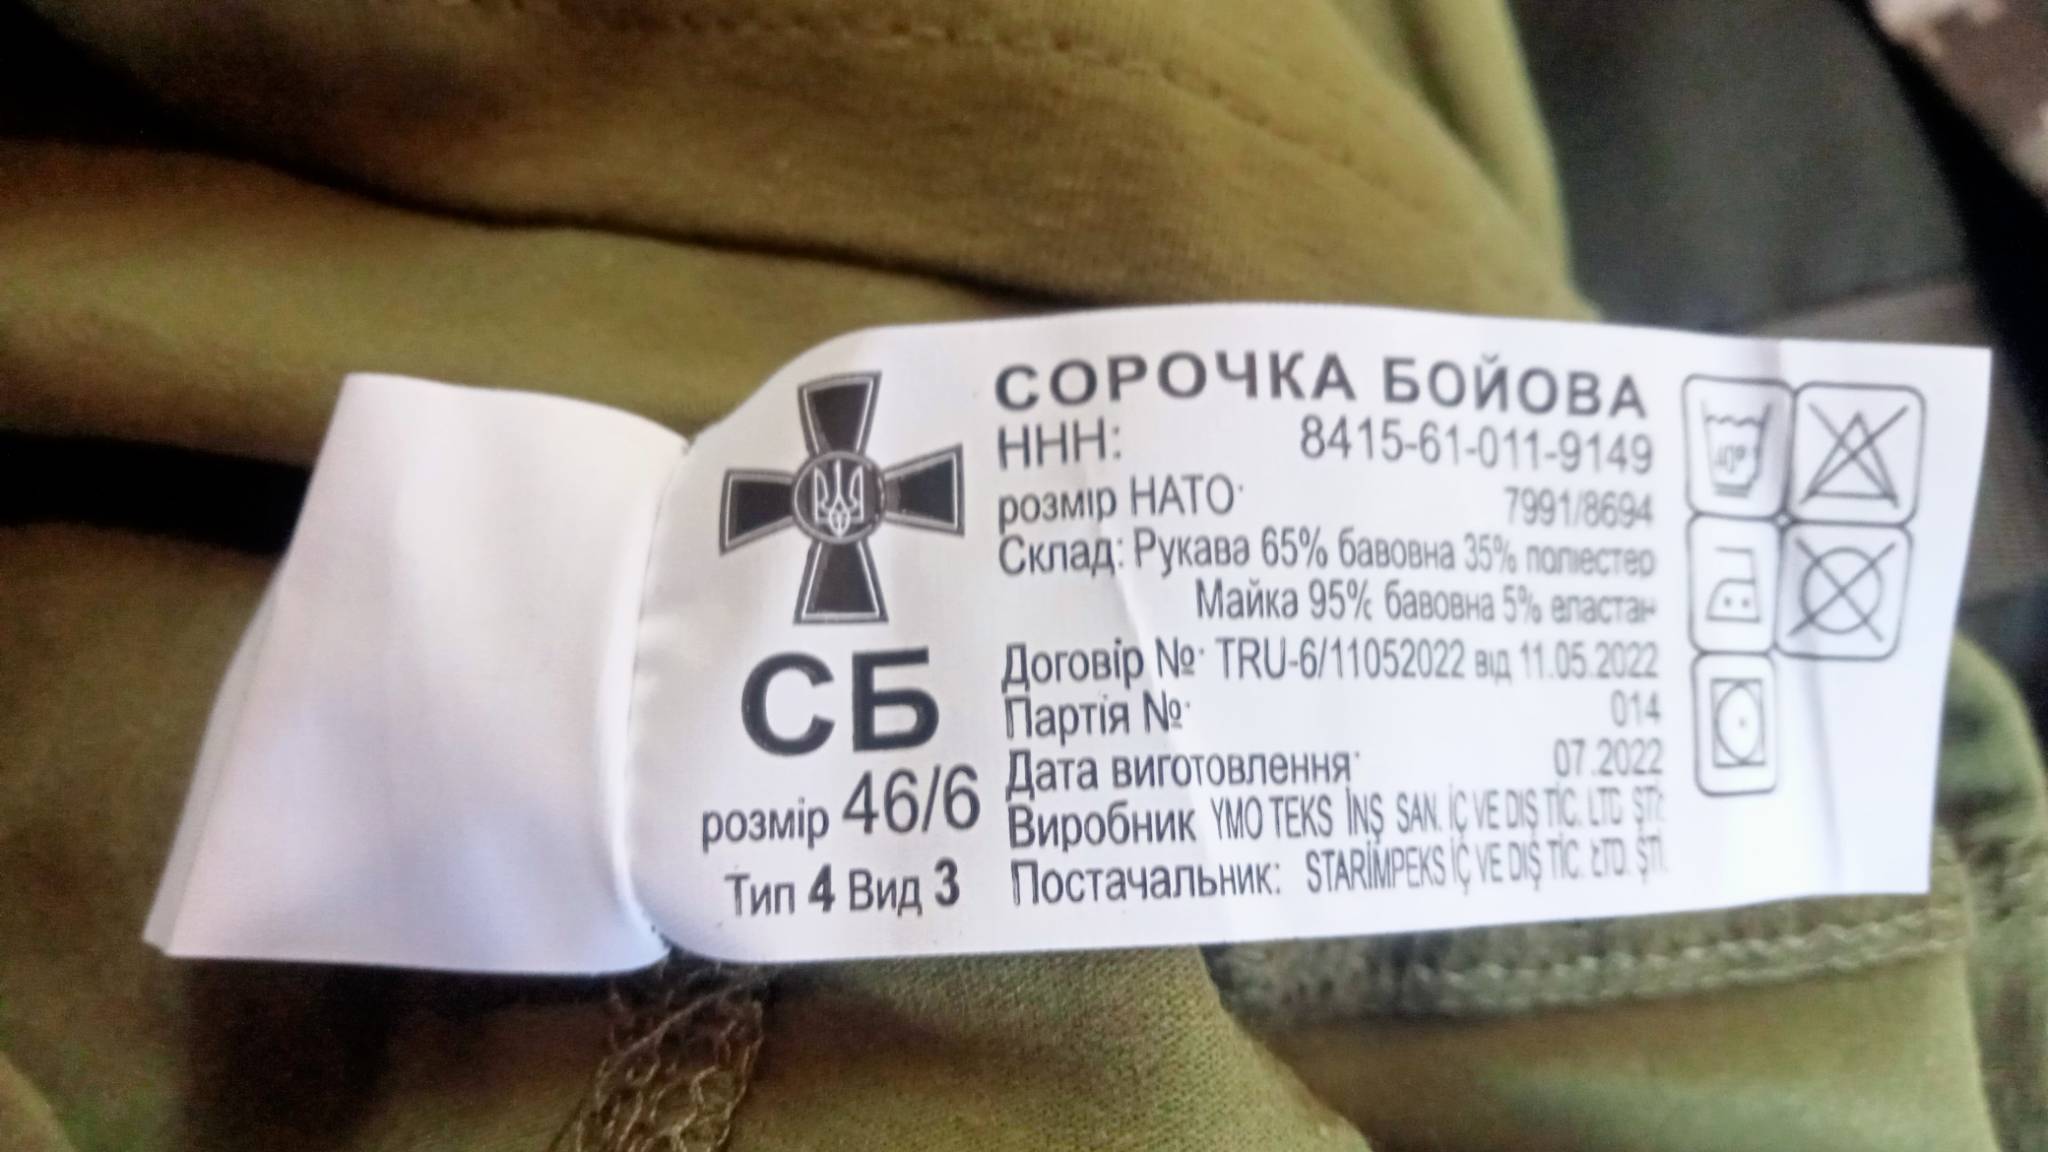 СОРОЧКА БОЙОВА
ННН: 8415-61-011-9149
розмір НАТО: 7991/8694
Склад: Рукава 65% бавовна 35% поліестер
Майка 95% бавовна 5% еластан
Договір №: TRU-6/11052022 від 11.05.2022
Партія №: 014
Дата виготовлення: 07.2022
Виробник YMO TEKS İNŞ SAN. İÇ VE DIŞ TİC. LTD ŞTİ.
Постачальник: STARİMPEKS İÇ VE DIŞ TİC. LTD. ŞTİ.
СБ
розмір 46/6
Тип 4 Вид 3
40°